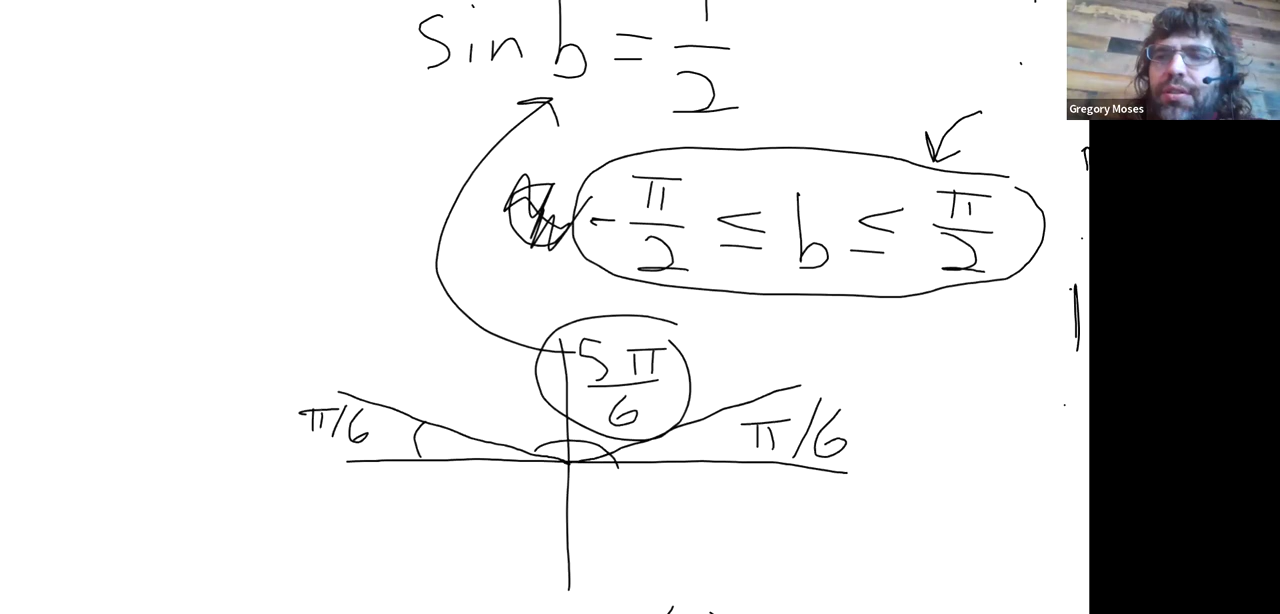 sin b = 1/2
Gregory Moses
-π/2 ≤ b ≤ π/2
5π/6
π/6
π/6